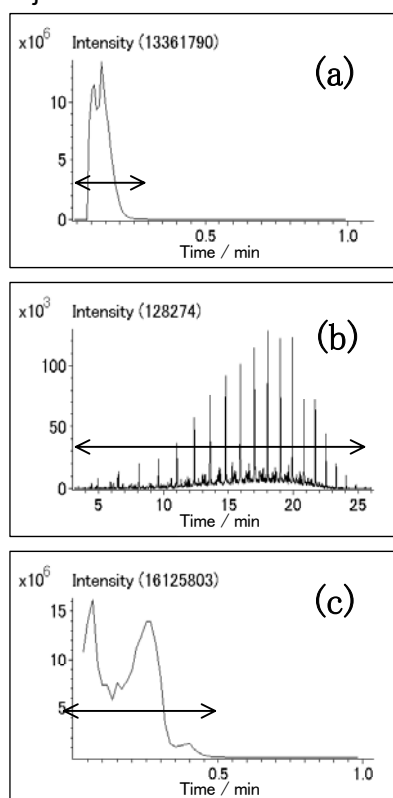 x10⁶ Intensity (13361790)
(a)
10
5
0
0.5 1.0
Time / min
x10³ Intensity (128274)
(b)
100
50
0
5 10 15 20 25
Time / min
x10⁶ Intensity (16125803)
(c)
15
10
5
0.5 1.0
Time / min